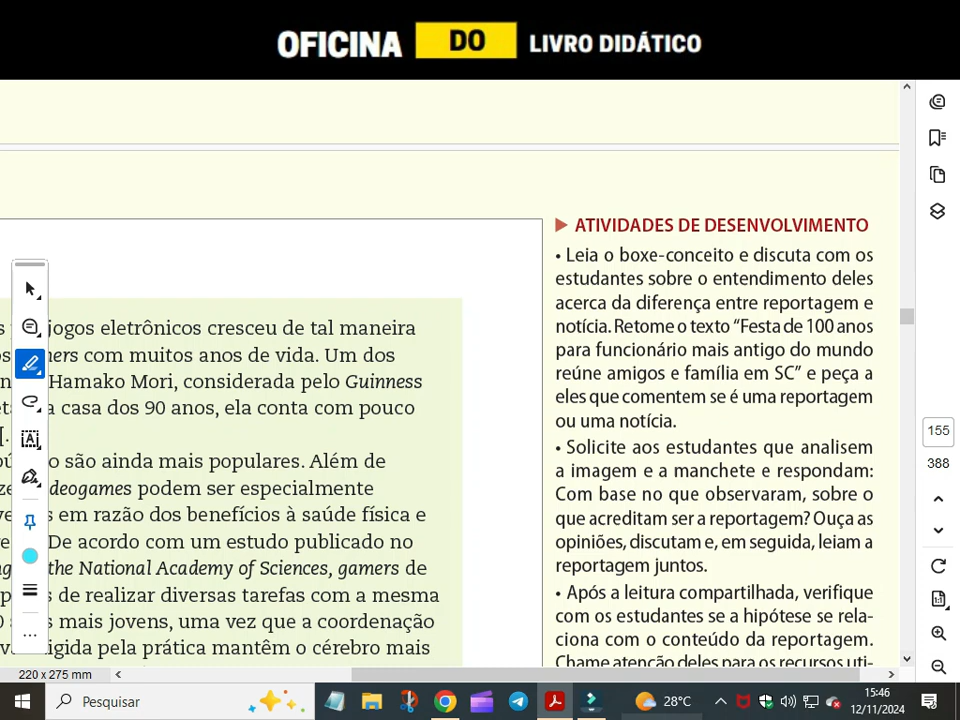 OFICINA DO LIVRO DIDÁTICO
jogos eletrônicos cresceu de tal maneira
com muitos anos de vida. Um dos
Hamako Mori, considerada pelo Guinness
a casa dos 90 anos, ela conta com pouco
são ainda mais populares. Além de
podem ser especialmente
em razão dos benefícios à saúde física e
De acordo com um estudo publicado no
the National Academy of Sciences, gamers de
de realizar diversas tarefas com a mesma
mais jovens, uma vez que a coordenação
pela prática mantêm o cérebro mais
ATIVIDADES DE DESENVOLVIMENTO
• Leia o boxe-conceito e discuta com os
estudantes sobre o entendimento deles
acerca da diferença entre reportagem e
notícia. Retome o texto “Festa de 100 anos
para funcionário mais antigo do mundo
reúne amigos e família em SC” e peça a
eles que comentem se é uma reportagem
ou uma notícia.
• Solicite aos estudantes que analisem
a imagem e a manchete e respondam:
Com base no que observaram, sobre o
que acreditam ser a reportagem? Ouça as
opiniões, discutam e, em seguida, leiam a
reportagem juntos.
• Após a leitura compartilhada, verifique
com os estudantes se a hipótese se rela-
ciona com o conteúdo da reportagem.
Chame atenção deles para os recursos uti-
155
388
220 x 275 mm
Pesquisar
28°C
15:46
12/11/2024